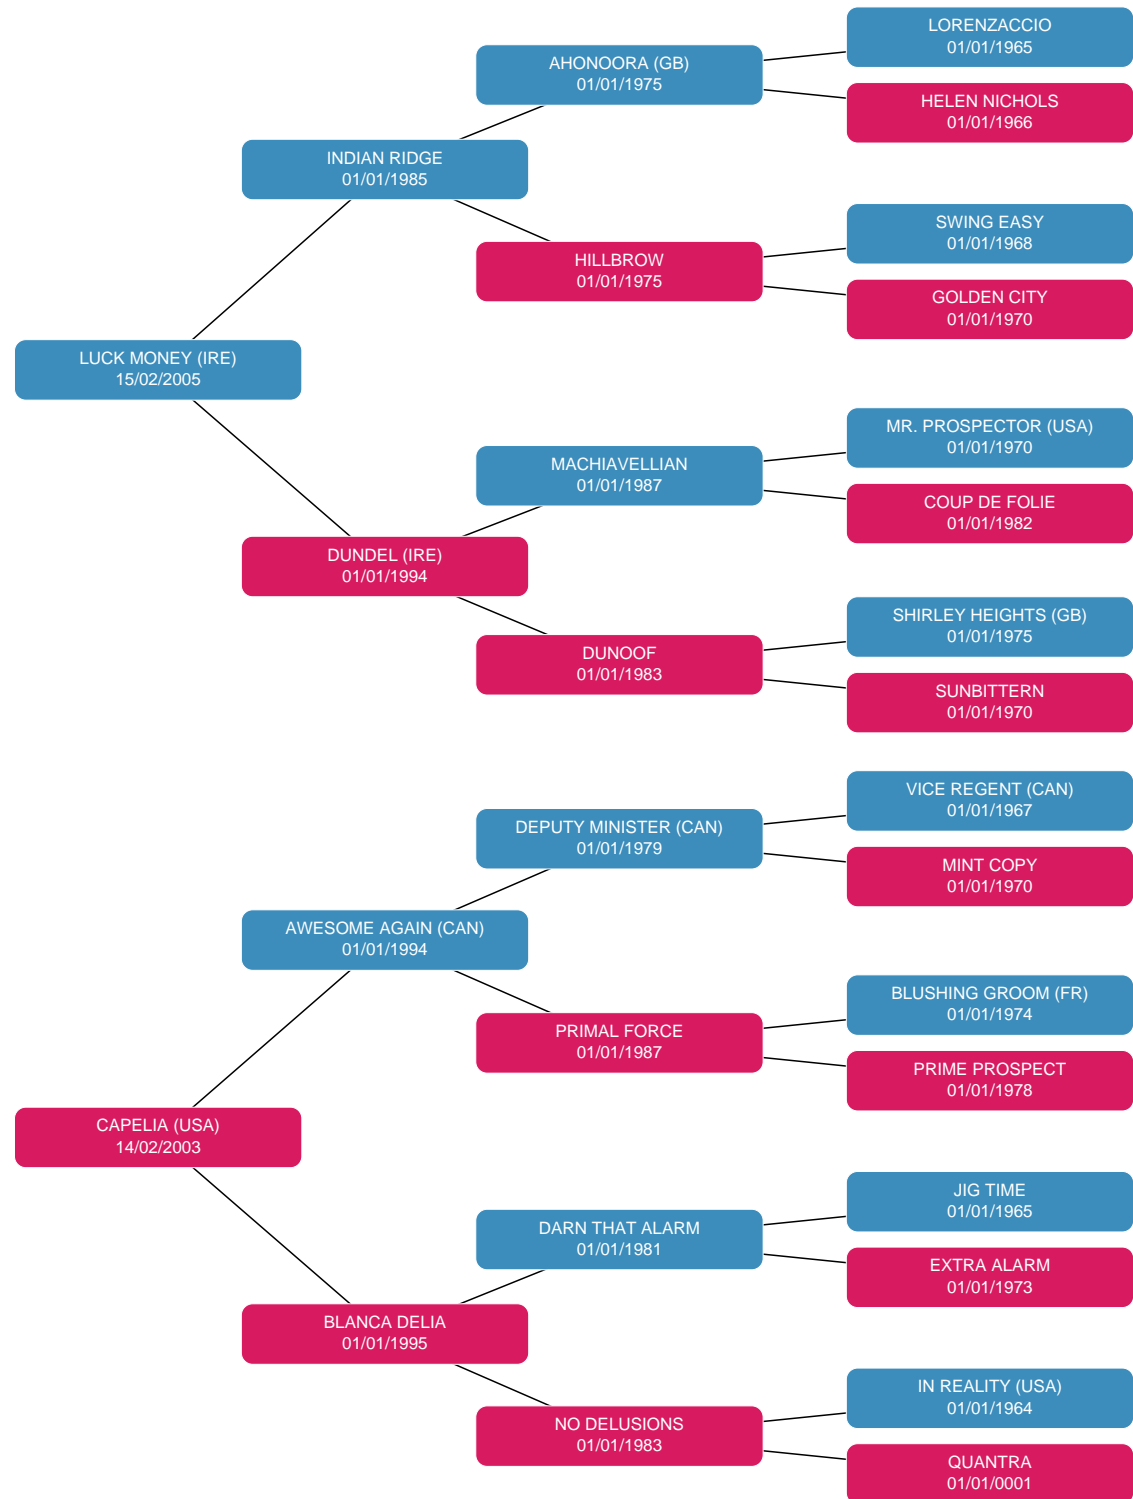 LORENZACCIO
01/01/1965
AHONOORA (GB)
01/01/1975
HELEN NICHOLS
01/01/1966
INDIAN RIDGE
01/01/1985
SWING EASY
01/01/1968
HILLBROW
01/01/1975
GOLDEN CITY
01/01/1970
LUCK MONEY (IRE)
15/02/2005
MR. PROSPECTOR (USA)
01/01/1970
MACHIAVELLIAN
01/01/1987
COUP DE FOLIE
01/01/1982
DUNDEL (IRE)
01/01/1994
SHIRLEY HEIGHTS (GB)
01/01/1975
DUNOOF
01/01/1983
SUNBITTERN
01/01/1970
VICE REGENT (CAN)
01/01/1967
DEPUTY MINISTER (CAN)
01/01/1979
MINT COPY
01/01/1970
AWESOME AGAIN (CAN)
01/01/1994
BLUSHING GROOM (FR)
01/01/1974
PRIMAL FORCE
01/01/1987
PRIME PROSPECT
01/01/1978
CAPELIA (USA)
14/02/2003
JIG TIME
01/01/1965
DARN THAT ALARM
01/01/1981
EXTRA ALARM
01/01/1973
BLANCA DELIA
01/01/1995
IN REALITY (USA)
01/01/1964
NO DELUSIONS
01/01/1983
QUANTRA
01/01/0001